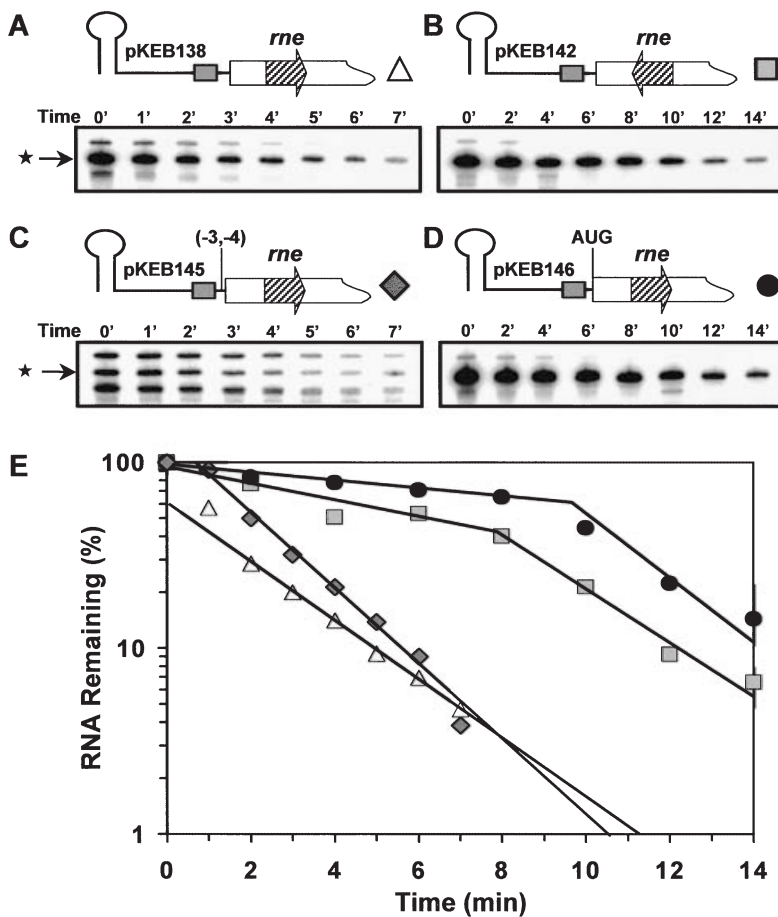 A
rne
pKEB138
Time 0' 1' 2' 3' 4' 5' 6' 7'
★
B
rne
pKEB142
0' 2' 4' 6' 8' 10' 12' 14'
C
(-3,-4)
rne
pKEB145
Time 0' 1' 2' 3' 4' 5' 6' 7'
★
D
AUG
rne
pKEB146
0' 2' 4' 6' 8' 10' 12' 14'
E
RNA Remaining (%)
100
10
1
0 2 4 6 8 10 12 14
Time (min)